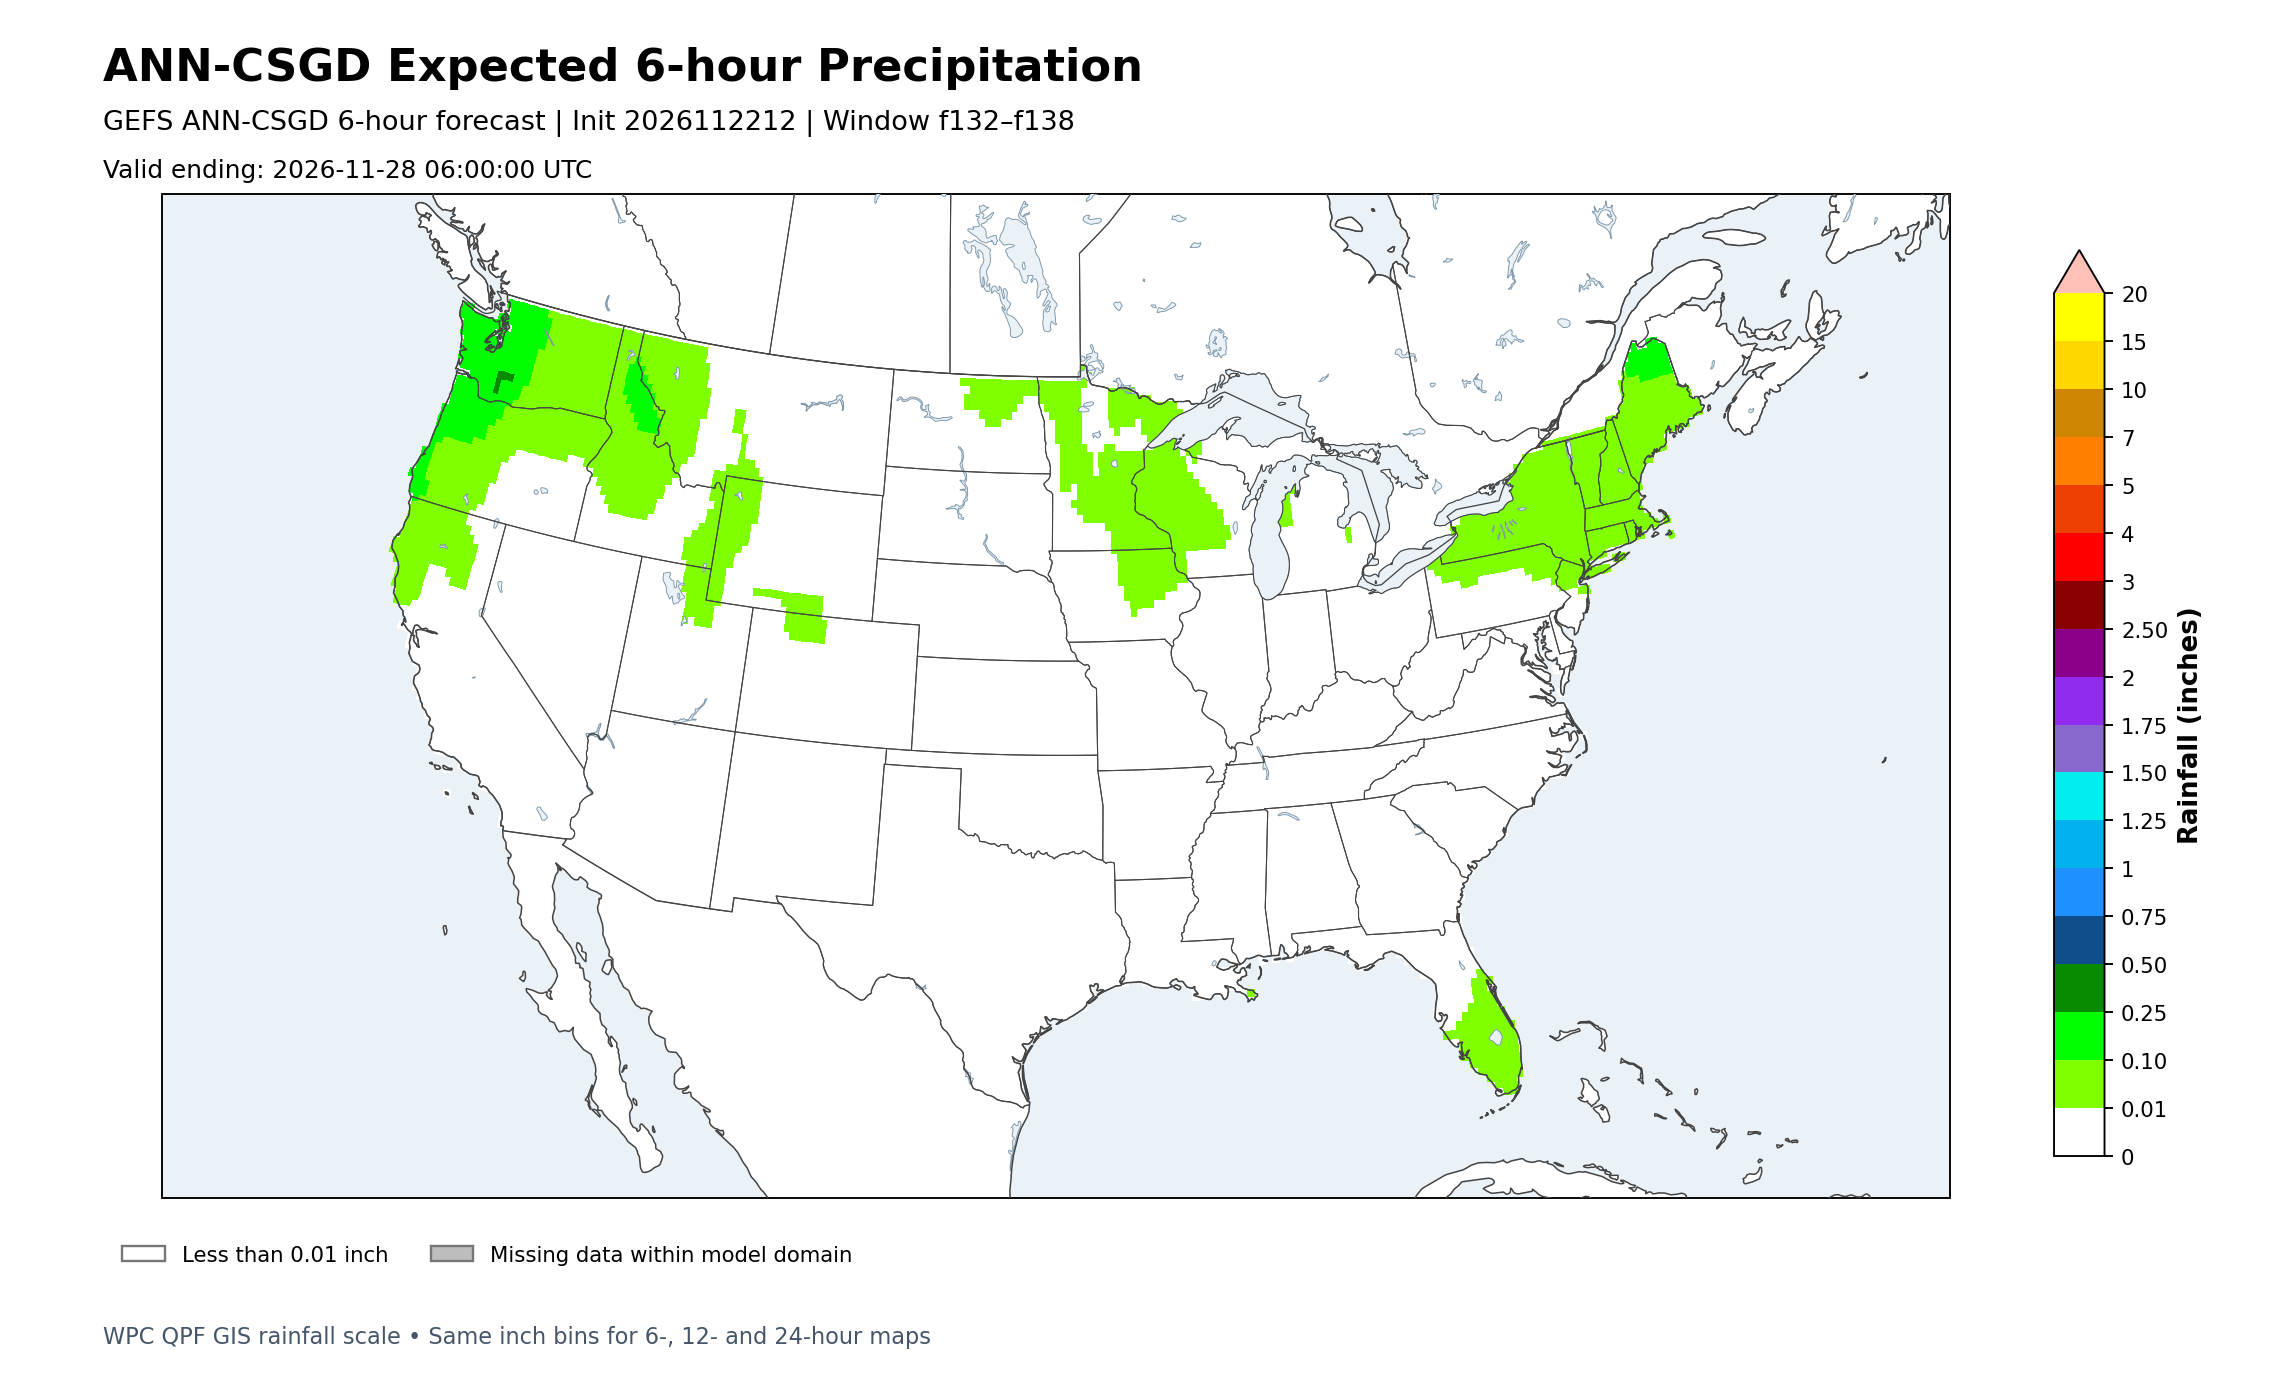 ANN-CSGD Expected 6-hour Precipitation
GEFS ANN-CSGD 6-hour forecast | Init 2026112212 | Window f132–f138
Valid ending: 2026-11-28 06:00:00 UTC
20
15
10
7
5
4
3
2.50
2
1.75
1.50
1.25
1
0.75
0.50
0.25
0.10
0.01
0
Rainfall (inches)
Less than 0.01 inch
Missing data within model domain
WPC QPF GIS rainfall scale • Same inch bins for 6-, 12- and 24-hour maps